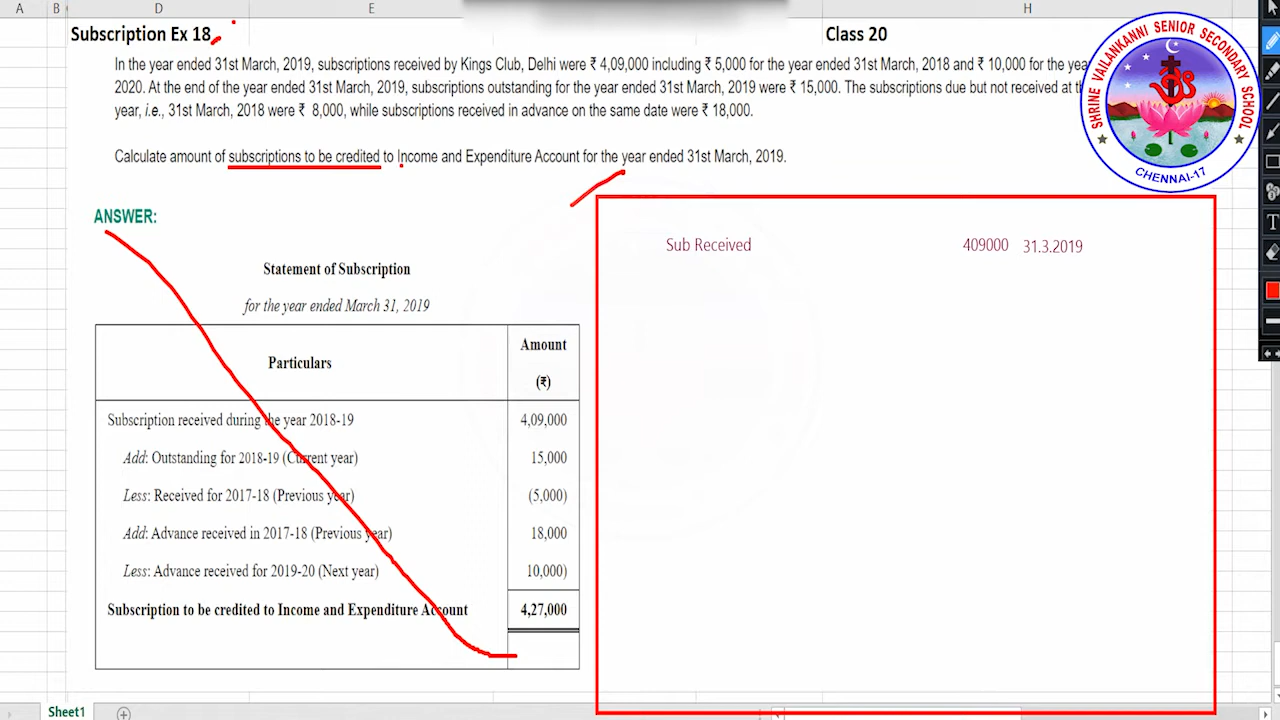 A B D E H
Subscription Ex 18 Class 20
In the year ended 31st March, 2019, subscriptions received by Kings Club, Delhi were ₹ 4,09,000 including ₹ 5,000 for the year ended 31st March, 2018 and ₹ 10,000 for the yea
2020. At the end of the year ended 31st March, 2019, subscriptions outstanding for the year ended 31st March, 2019 were ₹ 15,000. The subscriptions due but not received at th
year, i.e., 31st March, 2018 were ₹ 8,000, while subscriptions received in advance on the same date were ₹ 18,000.
Calculate amount of subscriptions to be credited to Income and Expenditure Account for the year ended 31st March, 2019.
SHRINE VAILANKANNI SENIOR SECONDARY SCHOOL
CHENNAI-17
ANSWER:
Statement of Subscription
for the year ended March 31, 2019
Particulars Amount
(₹)
Subscription received during the year 2018-19 4,09,000
Add: Outstanding for 2018-19 (Current year) 15,000
Less: Received for 2017-18 (Previous year) (5,000)
Add: Advance received in 2017-18 (Previous year) 18,000
Less: Advance received for 2019-20 (Next year) 10,000)
Subscription to be credited to Income and Expenditure Account 4,27,000
Sub Received 409000 31.3.2019
Sheet1
T